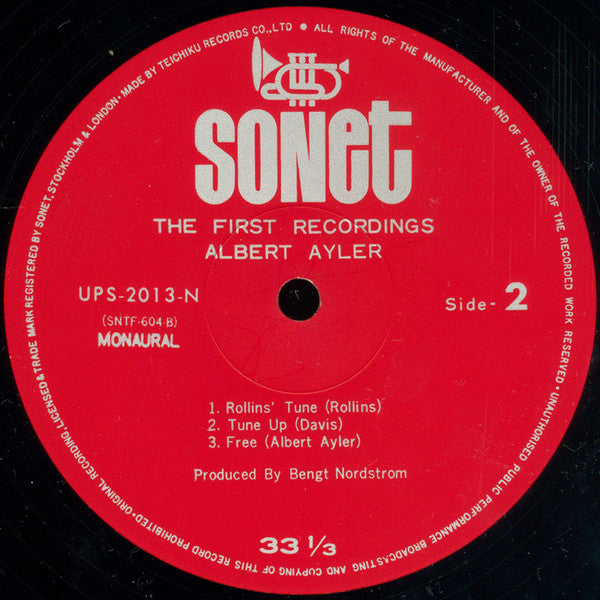 SONET
THE FIRST RECORDINGS
ALBERT AYLER
UPS-2013-N
(SNTF-604-B)
MONAURAL
Side-2
1. Rollins' Tune (Rollins)
2. Tune Up (Davis)
3. Free (Albert Ayler)
Produced By Bengt Nordstrom
33 ⅓
ORIGINAL RECORDING, LICENSED & TRADE MARK REGISTERED BY SONET, STOCKHOLM & LONDON • MADE BY TEICHIKU RECORDS CO., LTD • ALL RIGHTS OF THE MANUFACTURER AND OF THE OWNER OF THE RECORDED WORK RESERVED • UNAUTHORISED PUBLIC PERFORMANCE BROADCASTING AND COPYING OF THIS RECORD PROHIBITED •